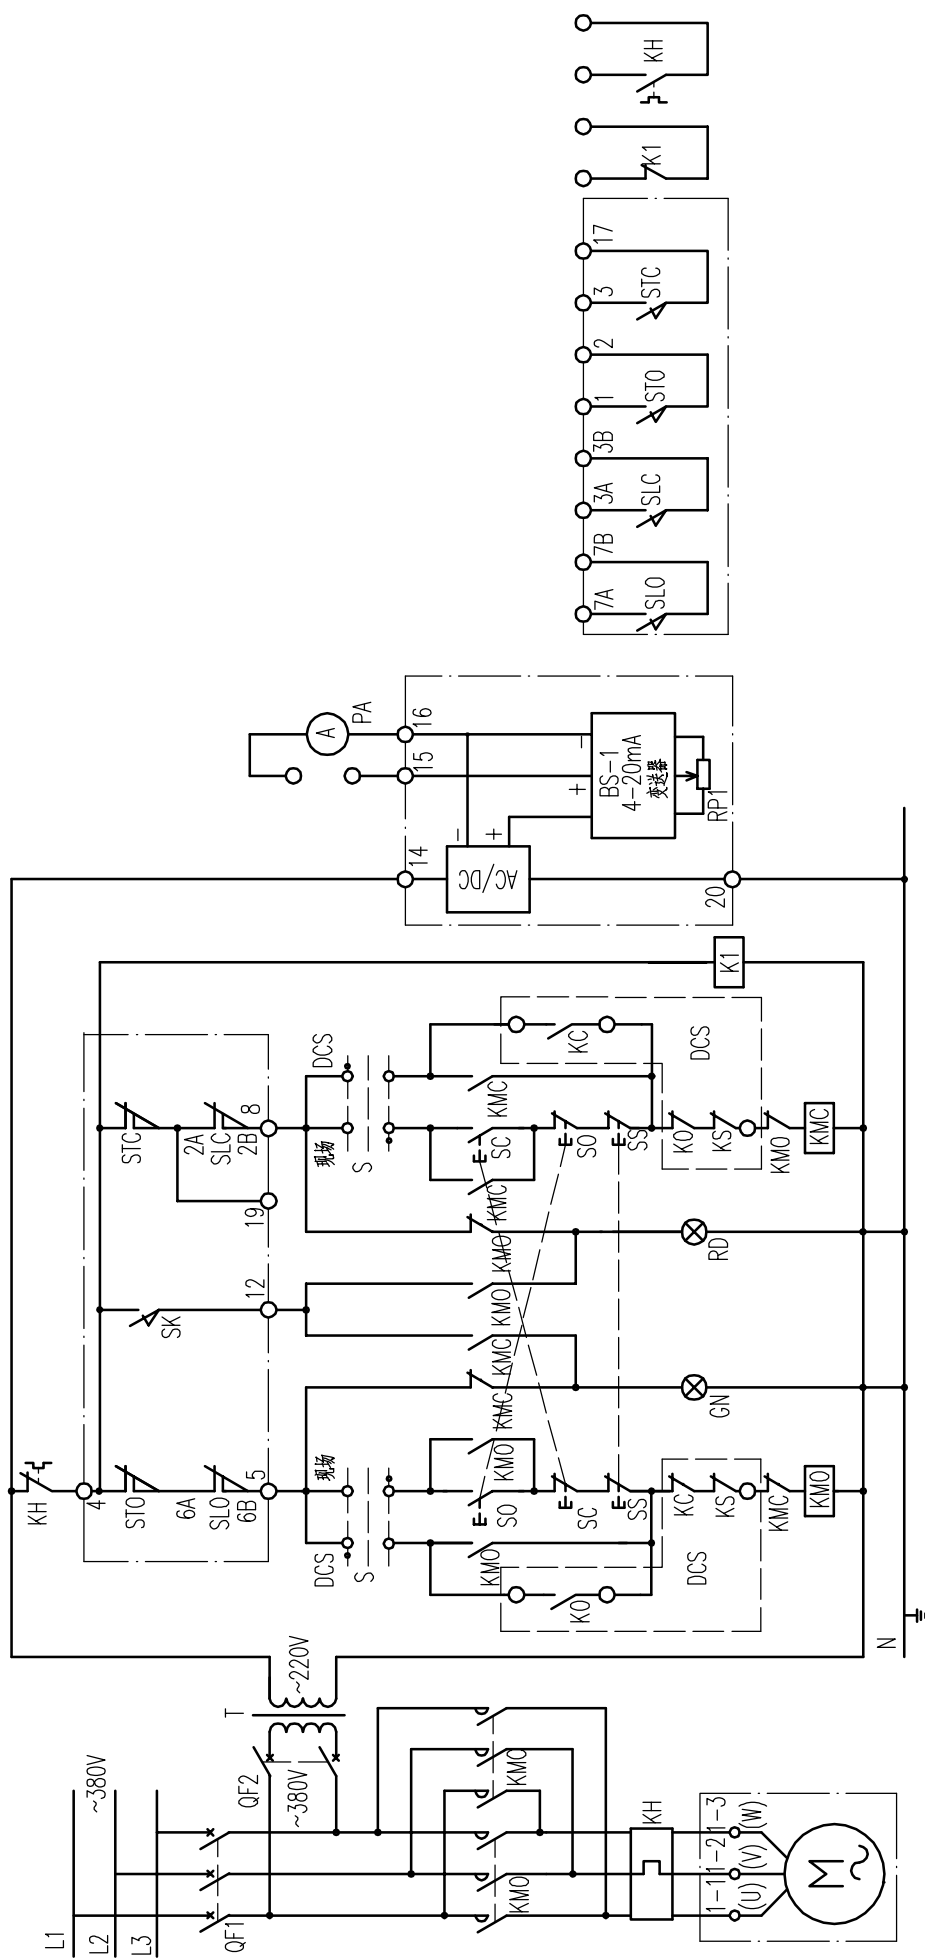 L1
L2
L3
~380V
QF1
QF2
~380V
T
~220V
KMO
KMC
KH
1-1
1-2
1-3
(U)
(V)
(W)
M
N
KH
4
STO
6A
SLO
6B
5
DCS
现场
S
KMO
SO
KMO
SC
SS
KO
KC
KS
KMC
KMO
DCS
KMC
GN
KMC
SK
12
KMO
KMO
RD
19
STC
2A
SLC
2B
8
现场
DCS
S
KMC
SC
KMC
SO
SS
KC
KO
KS
KMO
KMC
DCS
K1
14
AC/DC
-
+
20
15
16
A
PA
+
-
BS-1
4-20mA
变送器
RP1
7A
7B
SLO
3A
3B
SLC
1
2
STO
3
17
STC
K1
KH